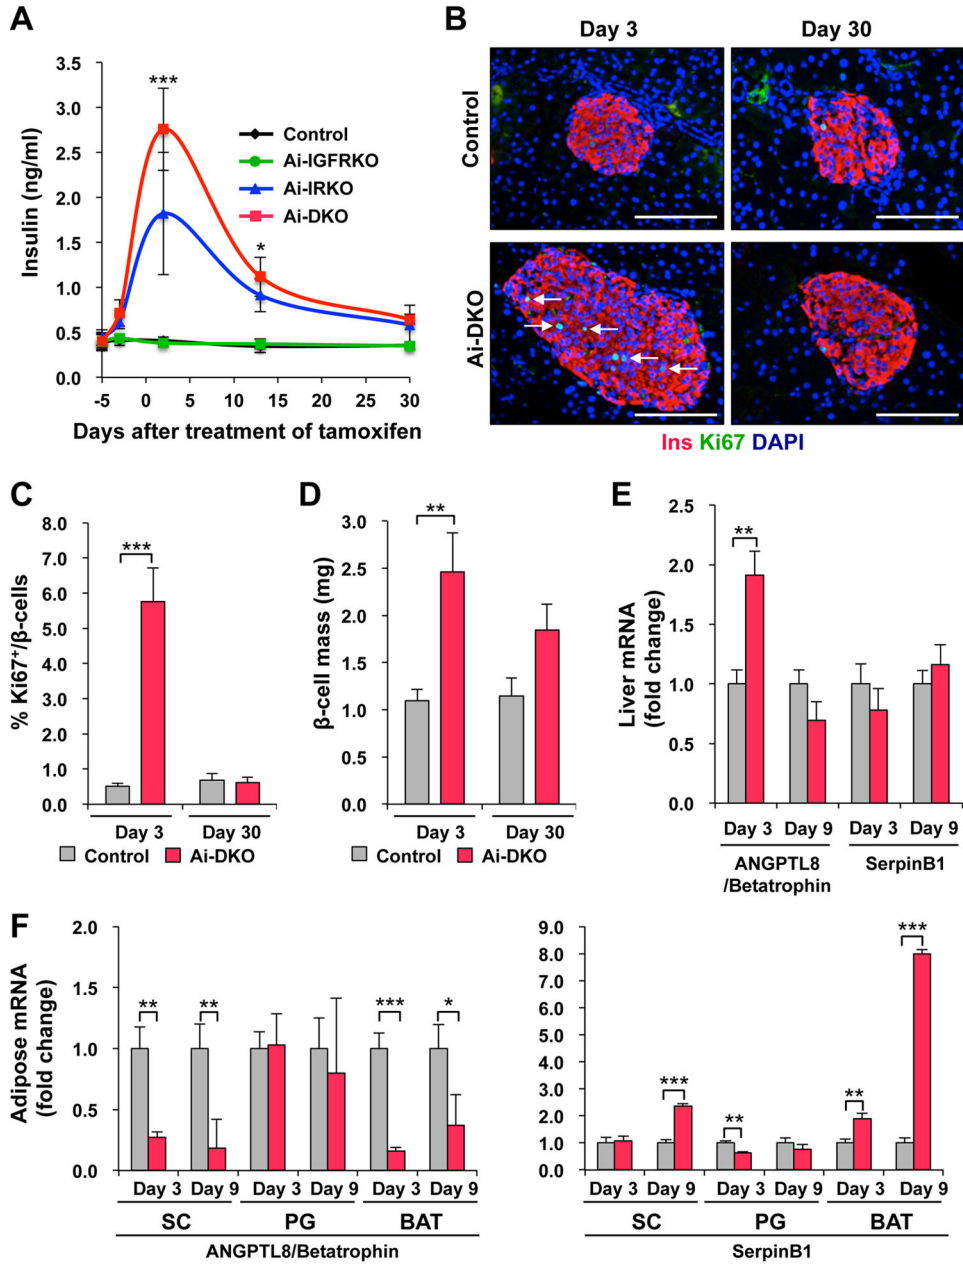 A
3.5
3.0
2.5
2.0
1.5
1.0
0.5
0.0
Insulin (ng/ml)
***
*
Control
Ai-IGFRKO
Ai-IRKO
Ai-DKO
-5 0 5 10 15 20 25 30
Days after treatment of tamoxifen
B
Day 3 Day 30
Control
Ai-DKO
Ins Ki67 DAPI
C
8.0
7.0
6.0
5.0
4.0
3.0
2.0
1.0
0.0
% Ki67⁺/β-cells
***
Day 3 Day 30
Control Ai-DKO
D
3.0
2.5
2.0
1.5
1.0
0.5
0.0
β-cell mass (mg)
**
Day 3 Day 30
Control Ai-DKO
E
2.5
2.0
1.5
1.0
0.5
0.0
Liver mRNA
(fold change)
**
Day 3 Day 9 Day 3 Day 9
ANGPTL8
/Betatrophin
SerpinB1
F
2.0
1.5
1.0
0.5
0.0
Adipose mRNA
(fold change)
** ** *** *
Day 3 Day 9 Day 3 Day 9 Day 3 Day 9
SC PG BAT
ANGPTL8/Betatrophin
9.0
8.0
7.0
6.0
5.0
4.0
3.0
2.0
1.0
0.0
*** ** ** ***
Day 3 Day 9 Day 3 Day 9 Day 3 Day 9
SC PG BAT
SerpinB1